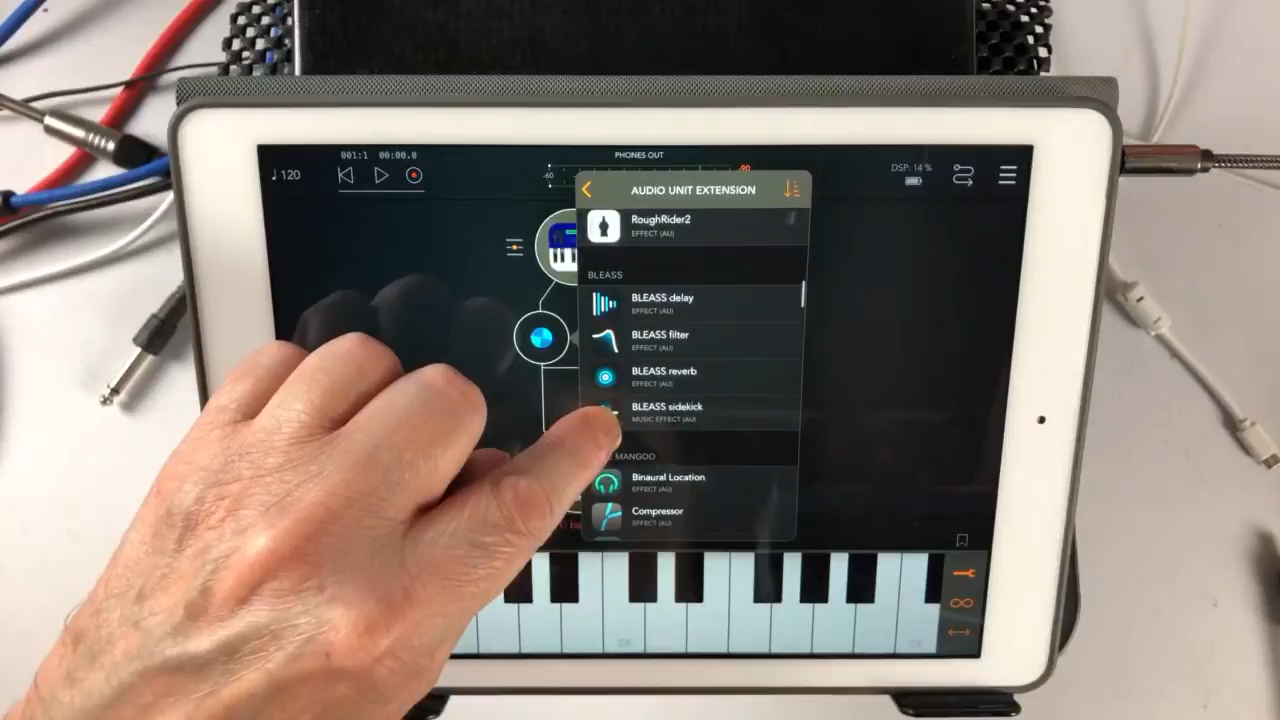 001:1 00:00.0
PHONES OUT
♩ 120
-60
-20
DSP: 14 %
AUDIO UNIT EXTENSION
RoughRider2
EFFECT (AU)
BLEASS
BLEASS delay
EFFECT (AU)
BLEASS filter
EFFECT (AU)
BLEASS reverb
EFFECT (AU)
BLEASS sidekick
MUSIC EFFECT (AU)
MANGOO
Binaural Location
EFFECT (AU)
Compressor
EFFECT (AU)